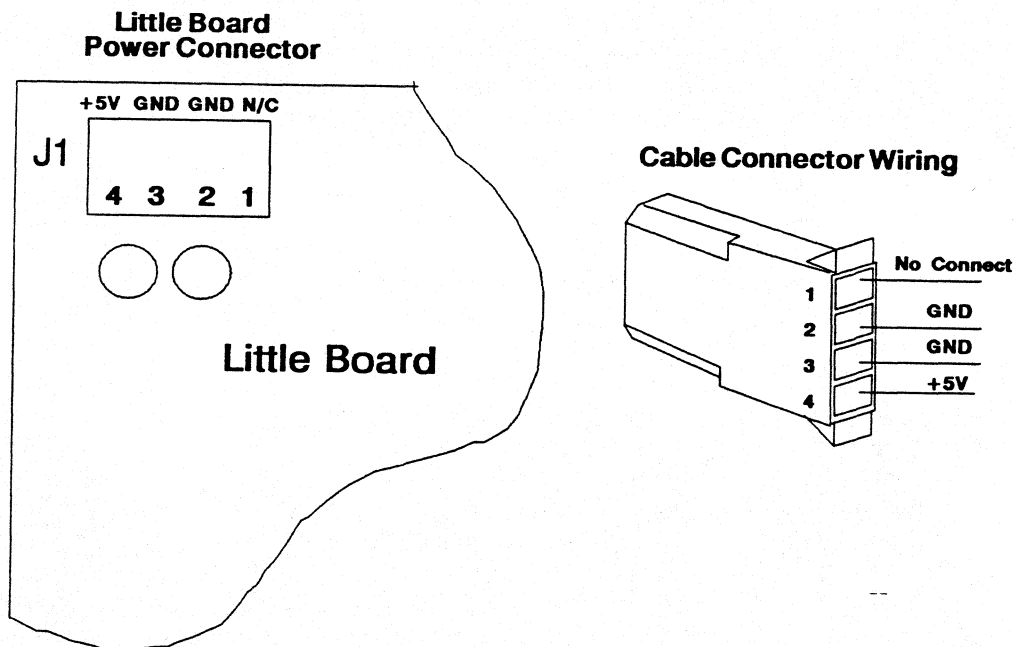 Little Board
Power Connector
+5V GND GND N/C
J1
4 3 2 1
Little Board
Cable Connector Wiring
No Connect
1
GND
2
GND
3
+5V
4